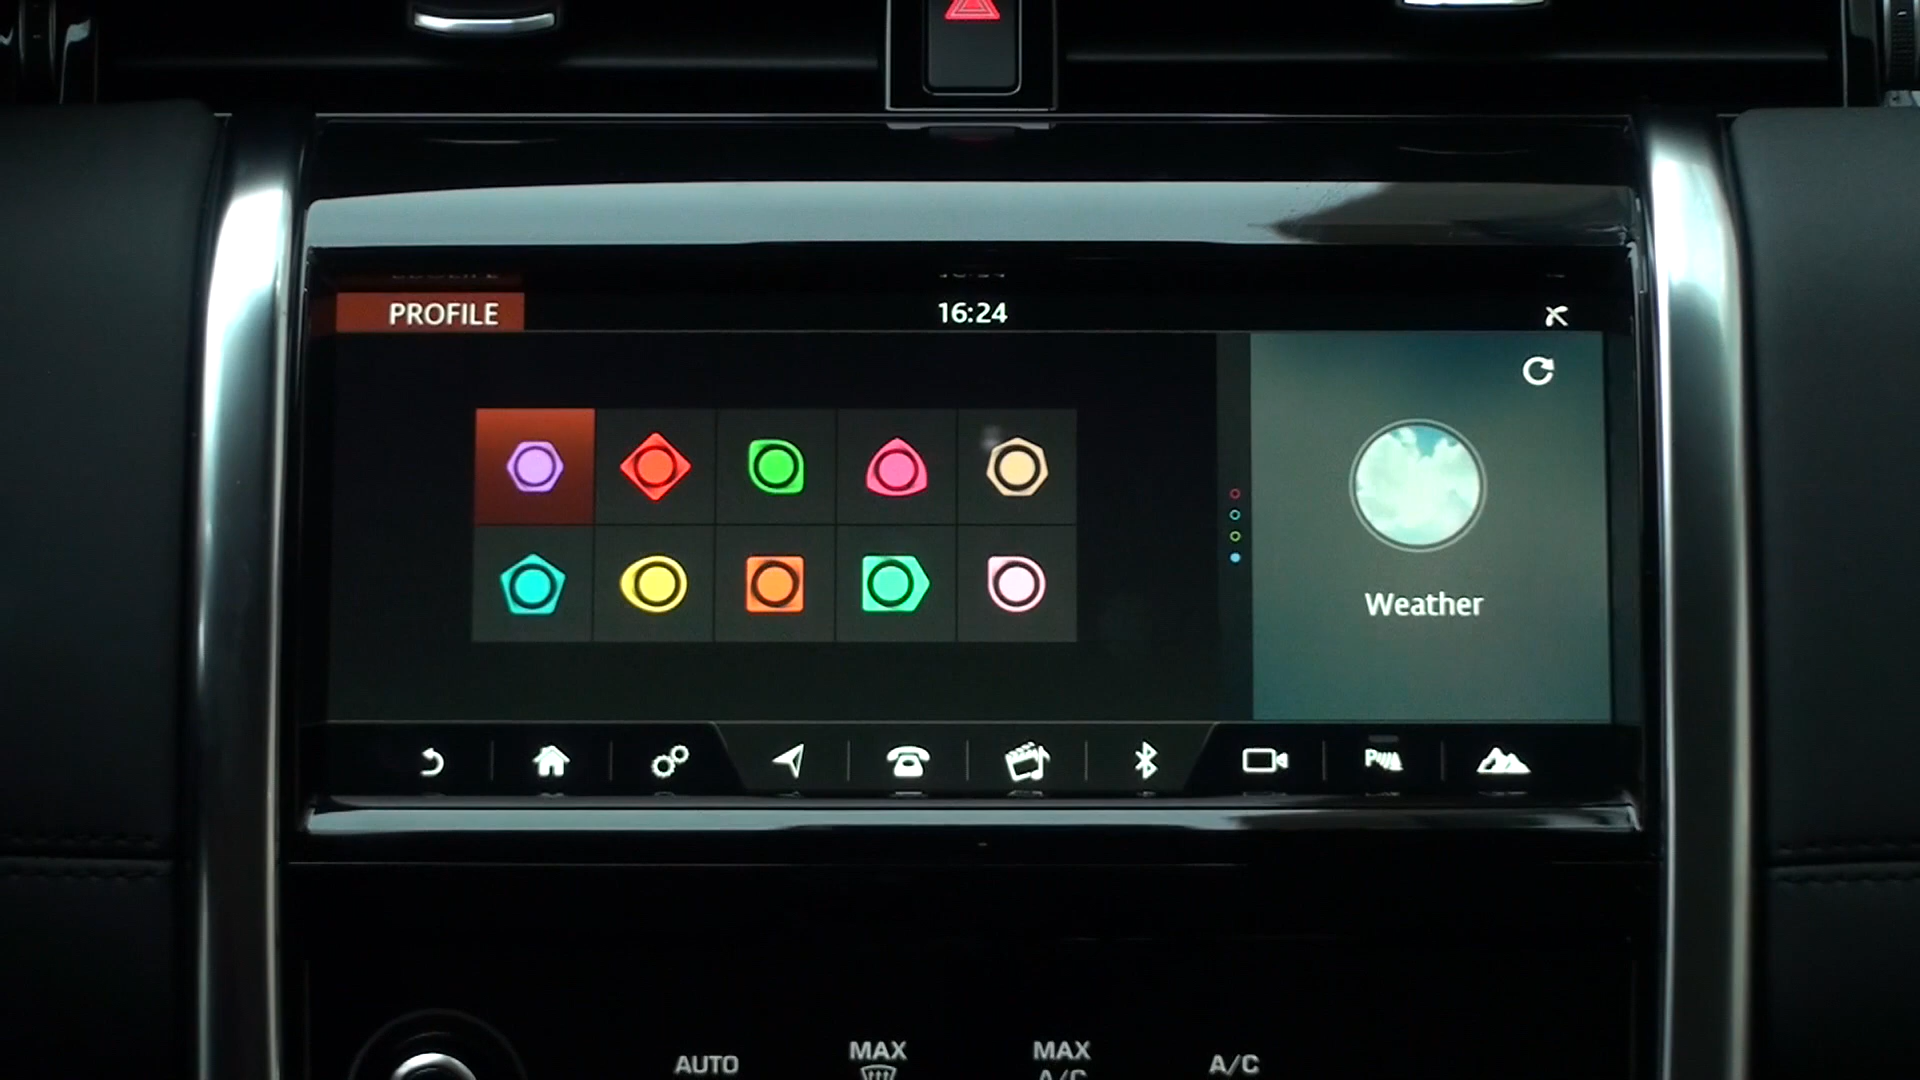 PROFILE
16:24
Weather
AUTO
MAX
MAX
A/C
A/C